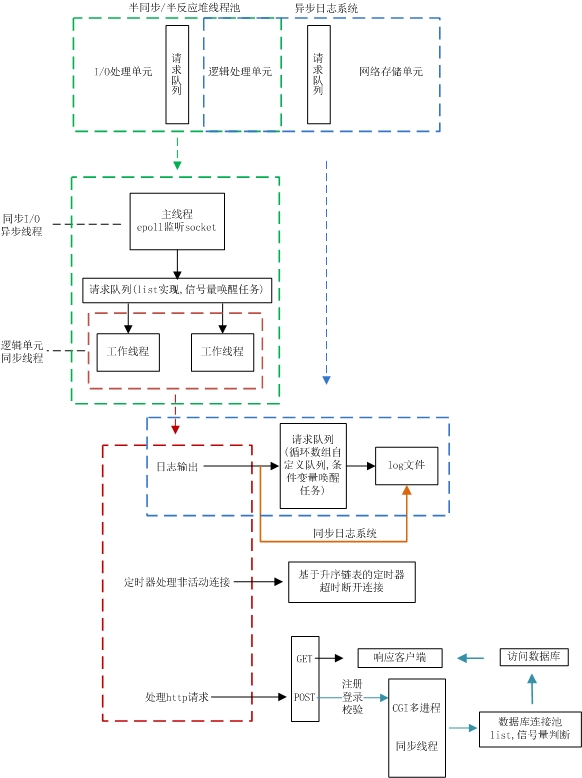 半同步/半反应堆线程池
异步日志系统
I/O处理单元
请求队列
逻辑处理单元
请求队列
网络存储单元
同步I/O
异步线程
主线程
epoll监听socket
请求队列(list实现,信号量唤醒任务)
逻辑单元
同步线程
工作线程
工作线程
日志输出
请求队列
(循环数组自
定义队列,条
件变量唤醒
任务)
log文件
同步日志系统
定时器处理非活动连接
基于升序链表的定时器
超时断开连接
处理http请求
GET
POST
响应客户端
访问数据库
注册
登录
校验
CGI多进程
同步线程
数据库连接池
list,信号量判断